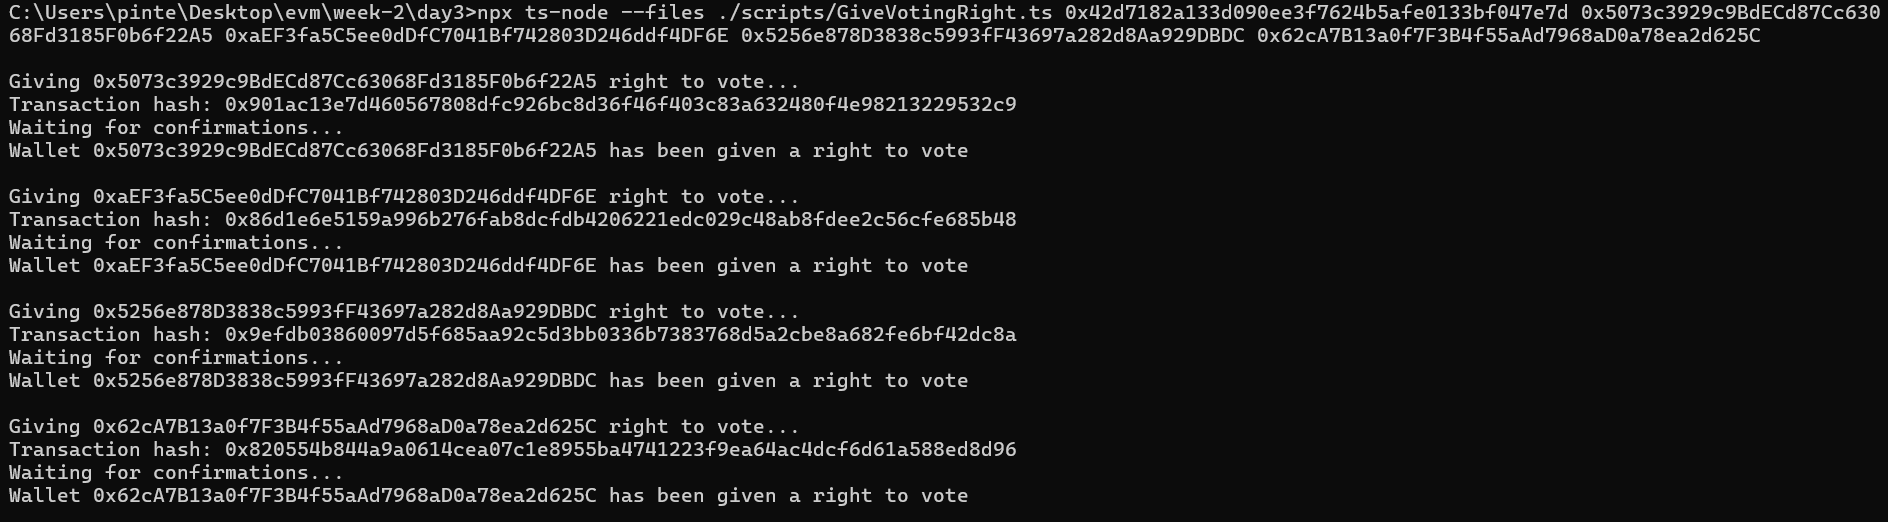 C:\Users\pinte\Desktop\evm\week-2\day3>npx ts-node --files ./scripts/GiveVotingRight.ts 0x42d7182a133d090ee3f7624b5afe0133bf047e7d 0x5073c3929c9BdECd87Cc630
68Fd3185F0b6f22A5 0xaEF3fa5C5ee0dDfC7041Bf742803D246ddf4DF6E 0x5256e878D3838c5993fF43697a282d8Aa929DBDC 0x62cA7B13a0f7F3B4f55aAd7968aD0a78ea2d625C
Giving 0x5073c3929c9BdECd87Cc63068Fd3185F0b6f22A5 right to vote...
Transaction hash: 0x901ac13e7d460567808dfc926bc8d36f46f403c83a632480f4e98213229532c9
Waiting for confirmations...
Wallet 0x5073c3929c9BdECd87Cc63068Fd3185F0b6f22A5 has been given a right to vote
Giving 0xaEF3fa5C5ee0dDfC7041Bf742803D246ddf4DF6E right to vote...
Transaction hash: 0x86d1e6e5159a996b276fab8dcfdb4206221edc029c48ab8fdee2c56cfe685b48
Waiting for confirmations...
Wallet 0xaEF3fa5C5ee0dDfC7041Bf742803D246ddf4DF6E has been given a right to vote
Giving 0x5256e878D3838c5993fF43697a282d8Aa929DBDC right to vote...
Transaction hash: 0x9efdb03860097d5f685aa92c5d3bb0336b7383768d5a2cbe8a682fe6bf42dc8a
Waiting for confirmations...
Wallet 0x5256e878D3838c5993fF43697a282d8Aa929DBDC has been given a right to vote
Giving 0x62cA7B13a0f7F3B4f55aAd7968aD0a78ea2d625C right to vote...
Transaction hash: 0x820554b844a9a0614cea07c1e8955ba4741223f9ea64ac4dcf6d61a588ed8d96
Waiting for confirmations...
Wallet 0x62cA7B13a0f7F3B4f55aAd7968aD0a78ea2d625C has been given a right to vote